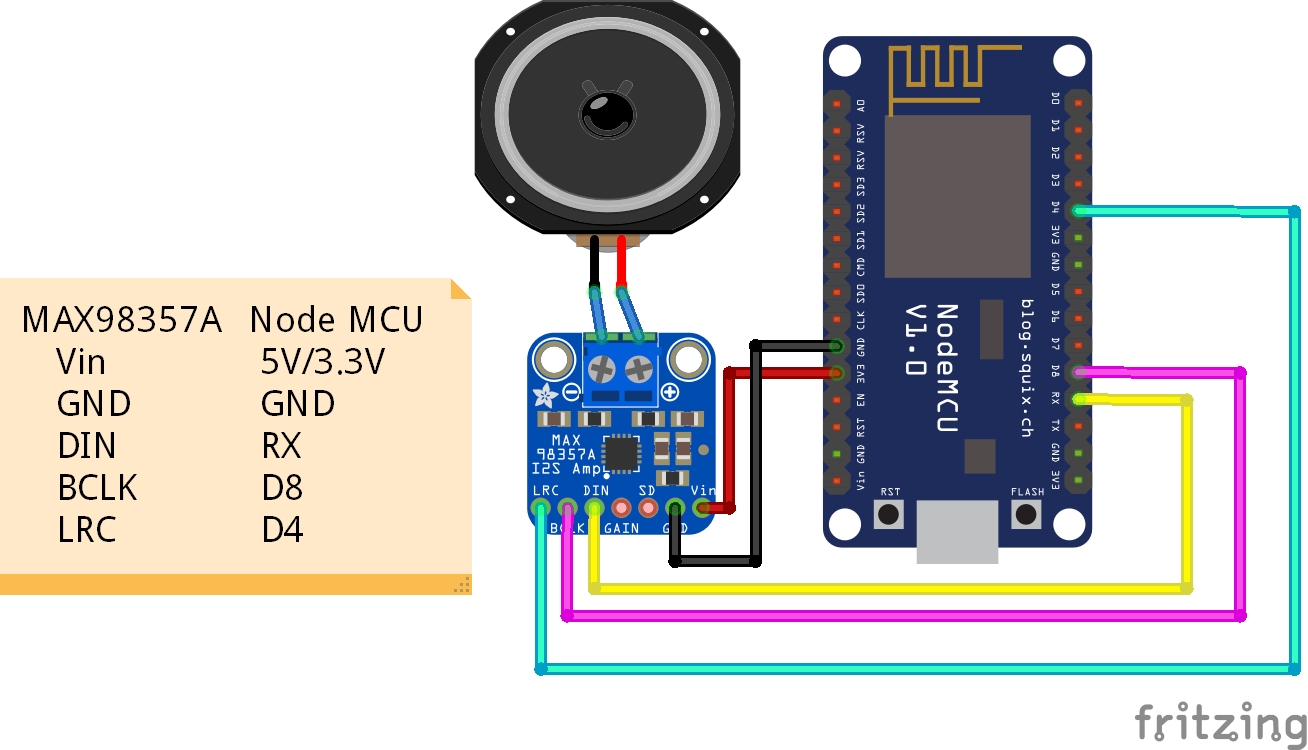 MAX98357A Node MCU
Vin 5V/3.3V
GND GND
DIN RX
BCLK D8
LRC D4
MAX
98357A
I2S Amp
LRC DIN SD Vin
BCLK GAIN GND
A0
RSV
RSV
SD3
SD2
SD1
CMD
SD0
CLK
GND
3V3
EN
RST
GND
Vin
NodeMCU
V1.0
blog.squix.ch
D0
D1
D2
D3
D4
3V3
GND
D5
D6
D7
D8
RX
TX
GND
3V3
RST FLASH
fritzing